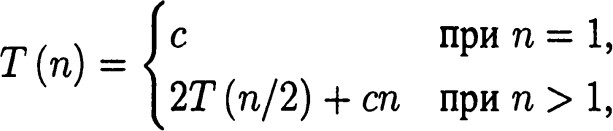 T (n) = { c при n = 1,
2T (n/2) + cn при n > 1,